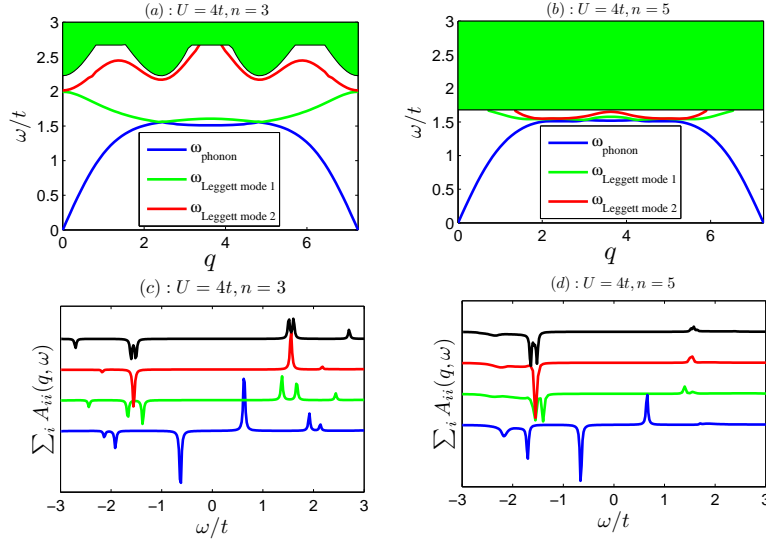 (a) : U = 4t, n = 3
3
2.5
2
1.5
1
0.5
0
ω/t
0 2 4 6
q
ω_phonon
ω_Leggett mode 1
ω_Leggett mode 2
(b) : U = 4t, n = 5
3
2.5
2
1.5
1
0.5
0
ω/t
0 2 4 6
q
ω_phonon
ω_Leggett mode 1
ω_Leggett mode 2
(c) : U = 4t, n = 3
∑_i A_ii(q, ω)
−3 −2 −1 0 1 2 3
ω/t
(d) : U = 4t, n = 5
∑_i A_ii(q, ω)
−3 −2 −1 0 1 2 3
ω/t